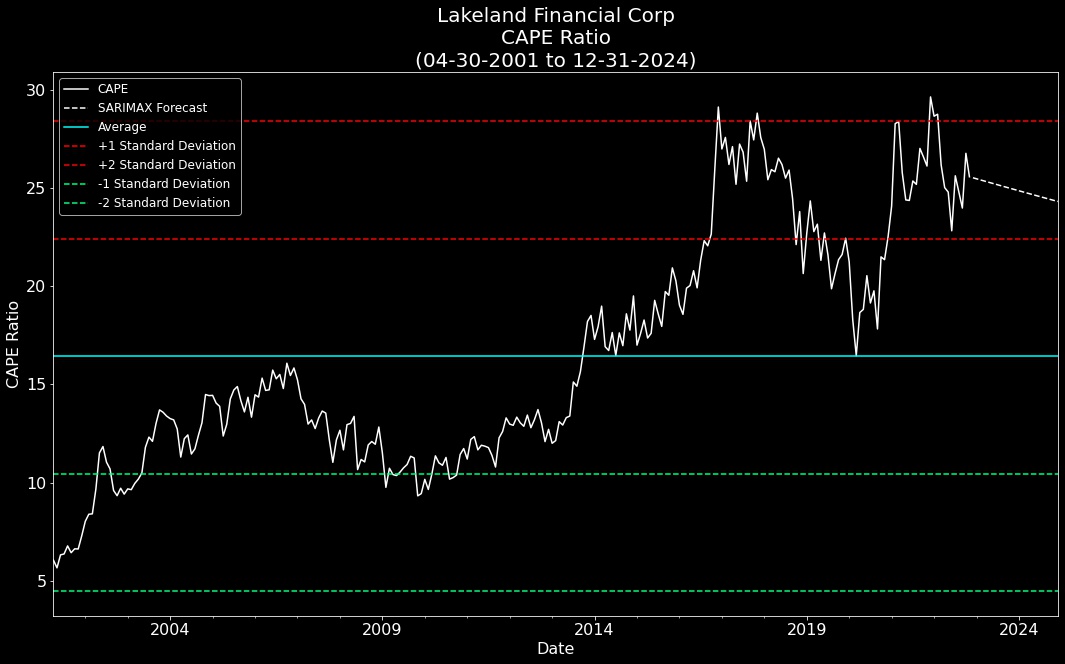 Lakeland Financial Corp
CAPE Ratio
(04-30-2001 to 12-31-2024)
CAPE
SARIMAX Forecast
Average
+1 Standard Deviation
+2 Standard Deviation
-1 Standard Deviation
-2 Standard Deviation
30
25
20
15
10
5
CAPE Ratio
2004
2009
2014
2019
2024
Date